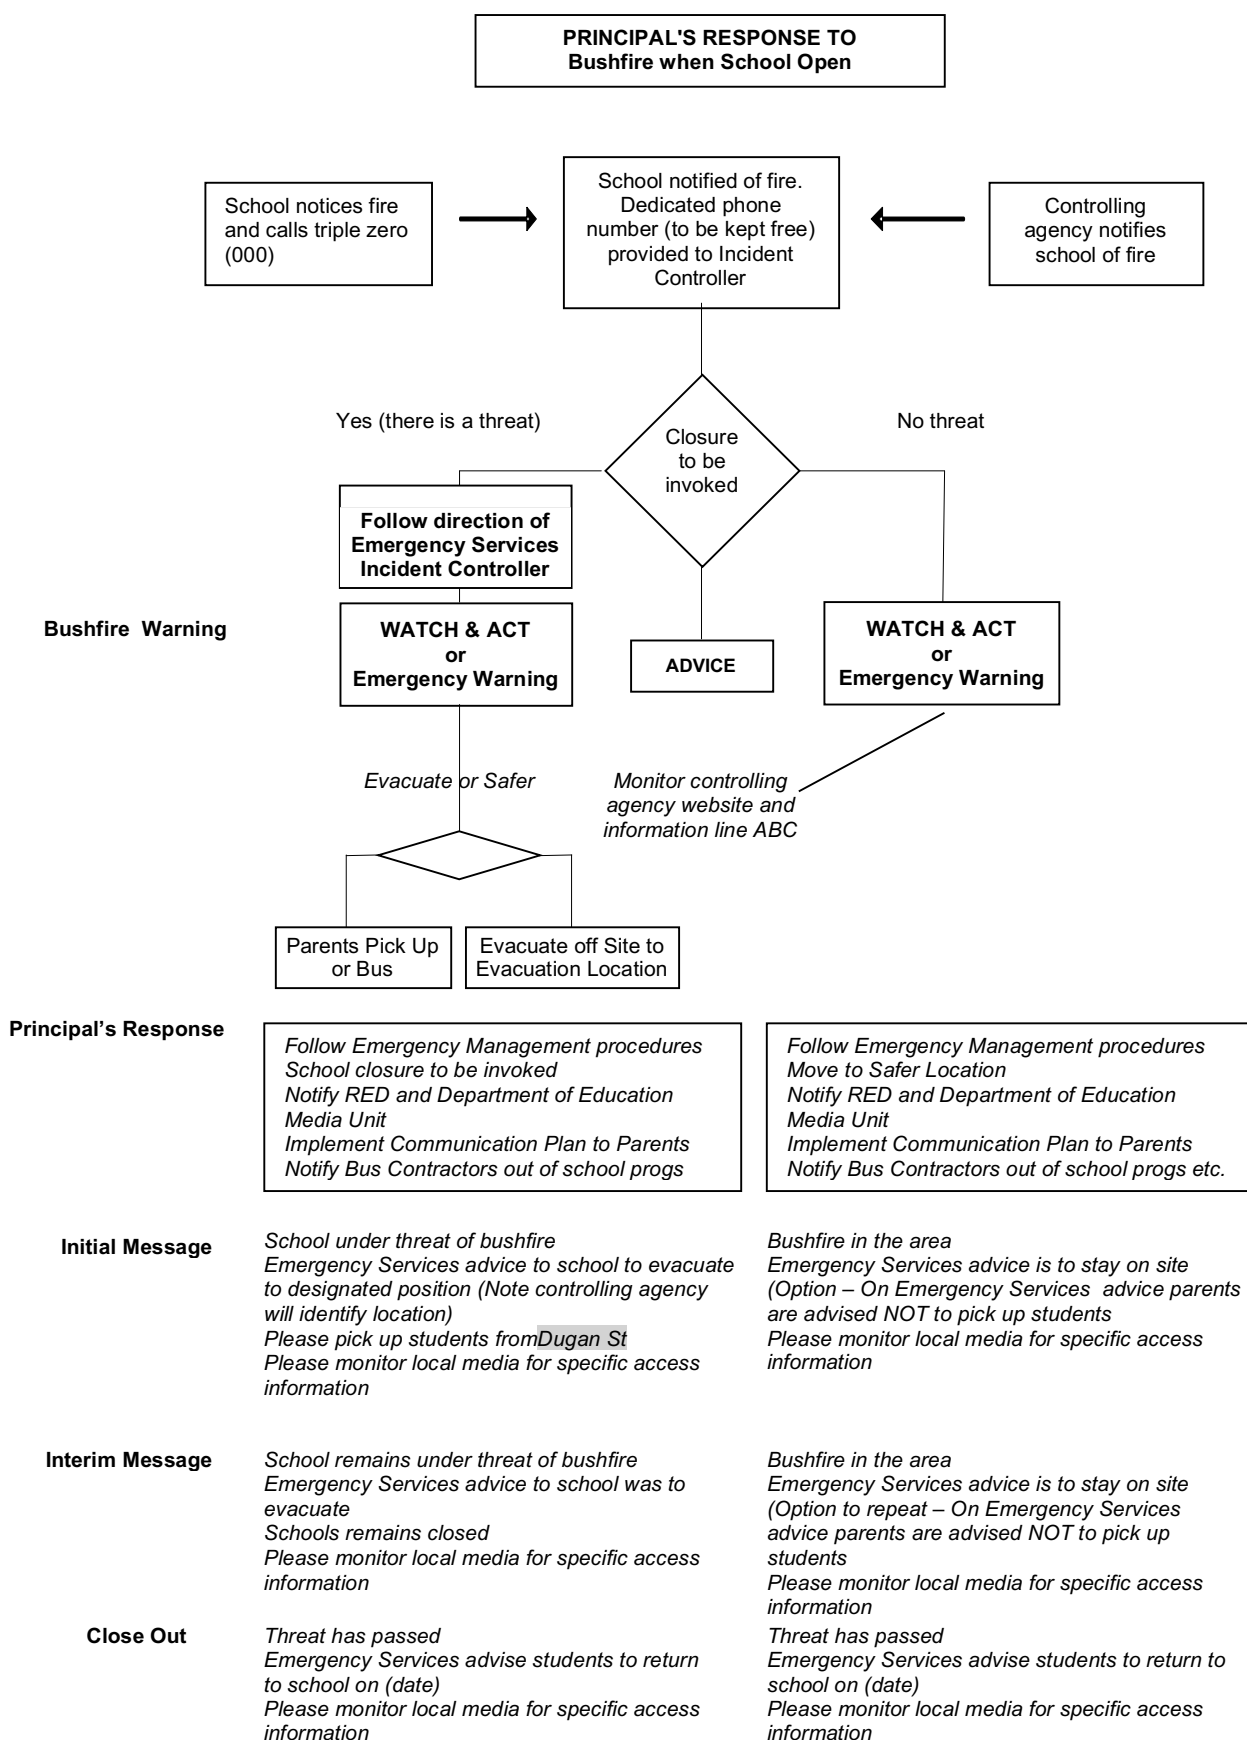 PRINCIPAL'S RESPONSE TO
Bushfire when School Open
School notices fire
and calls triple zero
(000)
School notified of fire.
Dedicated phone
number (to be kept free)
provided to Incident
Controller
Controlling
agency notifies
school of fire
Yes (there is a threat)
Closure
to be
invoked
No threat
Follow direction of
Emergency Services
Incident Controller
Bushfire Warning
WATCH & ACT
or
Emergency Warning
ADVICE
WATCH & ACT
or
Emergency Warning
Evacuate or Safer
Monitor controlling
agency website and
information line ABC
Parents Pick Up
or Bus
Evacuate off Site to
Evacuation Location
Principal’s Response
Follow Emergency Management procedures
School closure to be invoked
Notify RED and Department of Education
Media Unit
Implement Communication Plan to Parents
Notify Bus Contractors out of school progs
Follow Emergency Management procedures
Move to Safer Location
Notify RED and Department of Education
Media Unit
Implement Communication Plan to Parents
Notify Bus Contractors out of school progs etc.
Initial Message
School under threat of bushfire
Emergency Services advice to school to evacuate
to designated position (Note controlling agency
will identify location)
Please pick up students fromDugan St
Please monitor local media for specific access
information
Bushfire in the area
Emergency Services advice is to stay on site
(Option – On Emergency Services advice parents
are advised NOT to pick up students
Please monitor local media for specific access
information
Interim Message
School remains under threat of bushfire
Emergency Services advice to school was to
evacuate
Schools remains closed
Please monitor local media for specific access
information
Bushfire in the area
Emergency Services advice is to stay on site
(Option to repeat – On Emergency Services
advice parents are advised NOT to pick up
students
Please monitor local media for specific access
information
Close Out
Threat has passed
Emergency Services advise students to return
to school on (date)
Please monitor local media for specific access
information
Threat has passed
Emergency Services advise students to return to
school on (date)
Please monitor local media for specific access
information